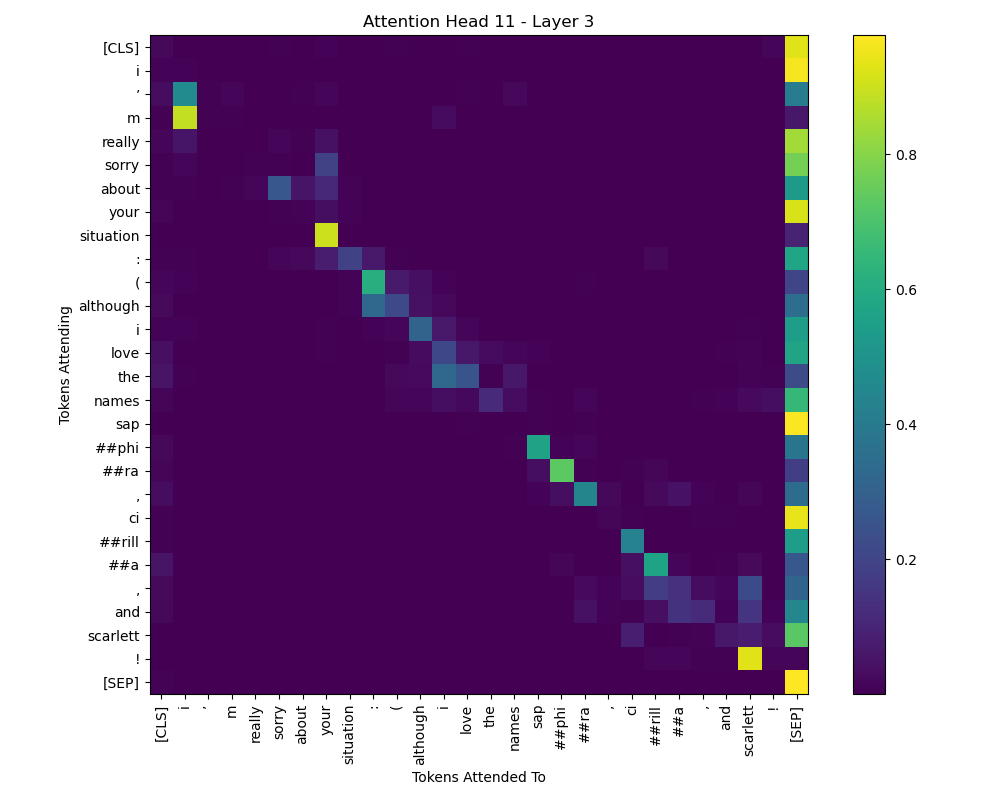 Attention Head 11 - Layer 3
Tokens Attending
[CLS]
i
’
m
really
sorry
about
your
situation
:
(
although
i
love
the
names
sap
##phi
##ra
,
ci
##rill
##a
,
and
scarlett
!
[SEP]
[CLS]
i
’
m
really
sorry
about
your
situation
:
(
although
i
love
the
names
sap
##phi
##ra
,
ci
##rill
##a
,
and
scarlett
!
[SEP]
Tokens Attended To
0.8
0.6
0.4
0.2